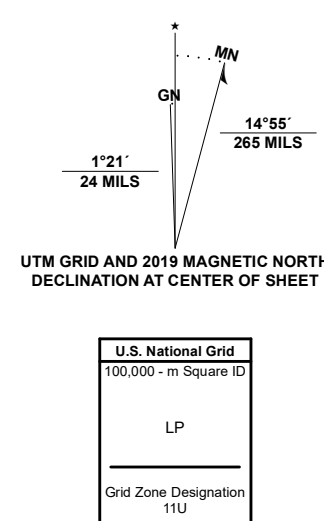 MN
GN
14°55´
265 MILS
1°21´
24 MILS
UTM GRID AND 2019 MAGNETIC NORTH
DECLINATION AT CENTER OF SHEET
U.S. National Grid
100,000 - m Square ID
LP
Grid Zone Designation
11U